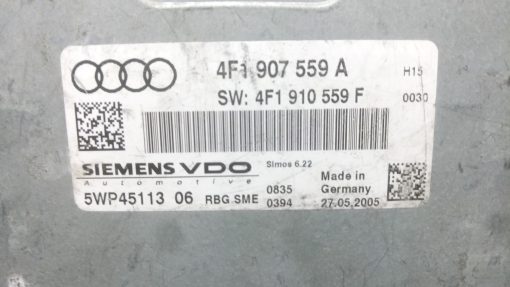 4F1 907 559 A H15
SW: 4F1 910 559 F 0030
SIEMENS VDO Simos 6.22
Automotive
5WP45113 06 RBG.SME 0835 Made in Germany
0394 27.05.2005